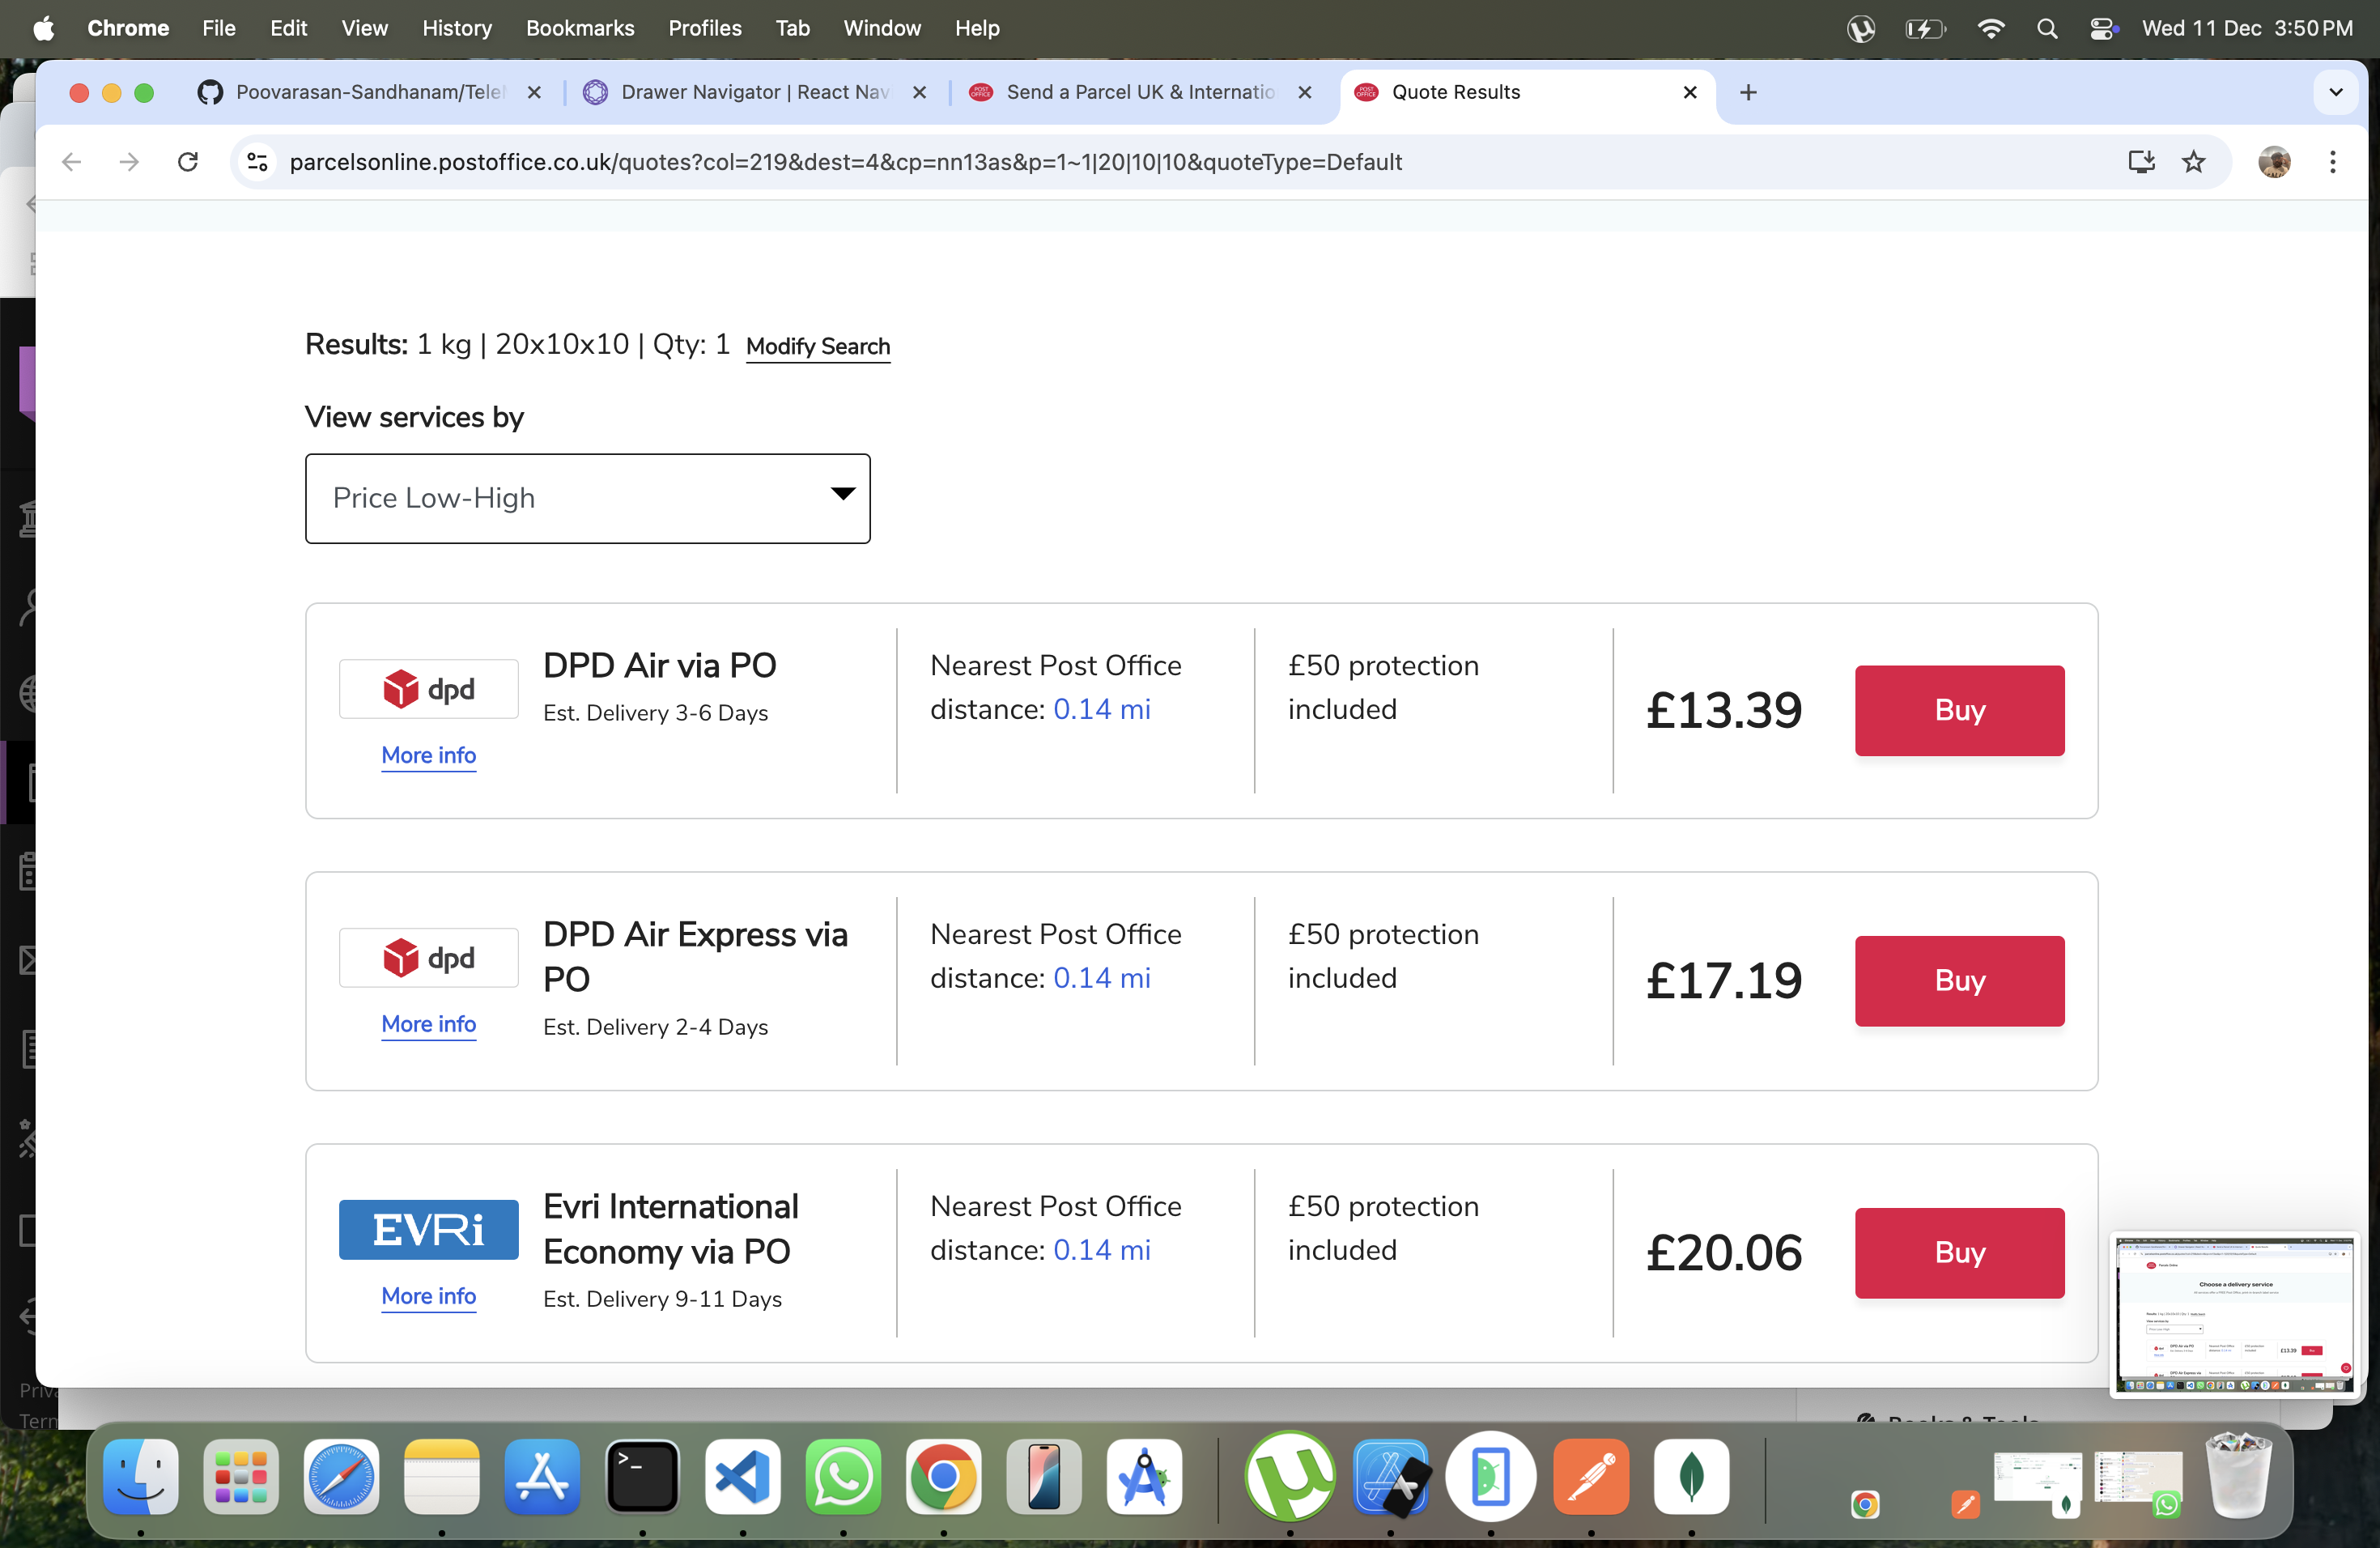 Chrome File Edit View History Bookmarks Profiles Tab Window Help Wed 11 Dec 3:50 PM
Poovarasan-Sandhanam/Tele Drawer Navigator | React Nav Send a Parcel UK & Internatio Quote Results
parcelsonline.postoffice.co.uk/quotes?col=219&dest=4&cp=nn13as&p=1~1|20|10|10&quoteType=Default
Results: 1 kg | 20x10x10 | Qty: 1 Modify Search
View services by
Price Low-High
dpd
More info
DPD Air via PO
Est. Delivery 3-6 Days
Nearest Post Office
distance: 0.14 mi
£50 protection
included
£13.39
Buy
dpd
More info
DPD Air Express via
PO
Est. Delivery 2-4 Days
Nearest Post Office
distance: 0.14 mi
£50 protection
included
£17.19
Buy
EVRi
More info
Evri International
Economy via PO
Est. Delivery 9-11 Days
Nearest Post Office
distance: 0.14 mi
£50 protection
included
£20.06
Buy
Choose a delivery service